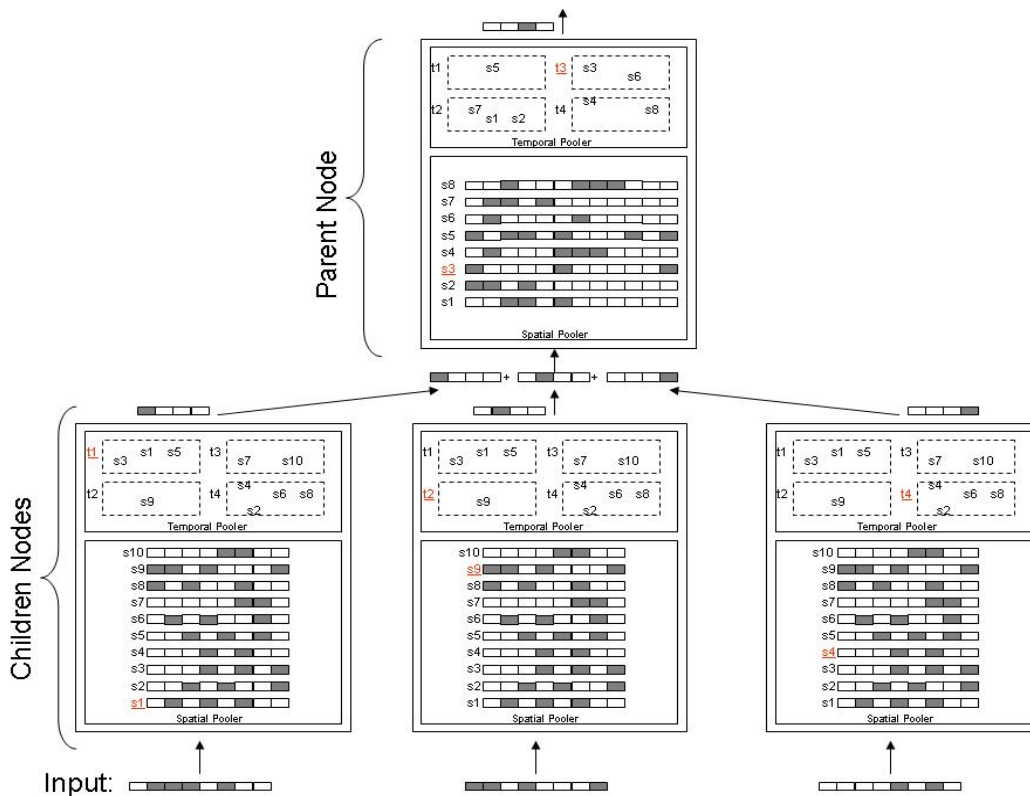 t1 s5 t3 s3
s6
t2 s7 s1 s2 t4 s4 s8
Temporal Pooler
Parent Node
s8
s7
s6
s5
s4
s3
s2
s1
Spatial Pooler
+ +
Children Nodes
t1 s3 s1 s5 t3 s7 s10
t2 s9 t4 s4 s6 s8
s2
Temporal Pooler
s10
s9
s8
s7
s6
s5
s4
s3
s2
s1
Spatial Pooler
t1 s3 s1 s5 t3 s7 s10
t2 s9 t4 s4 s6 s8
s2
Temporal Pooler
s10
s9
s8
s7
s6
s5
s4
s3
s2
s1
Spatial Pooler
t1 s3 s1 s5 t3 s7 s10
t2 s9 t4 s4 s6 s8
s2
Temporal Pooler
s10
s9
s8
s7
s6
s5
s4
s3
s2
s1
Spatial Pooler
Input: